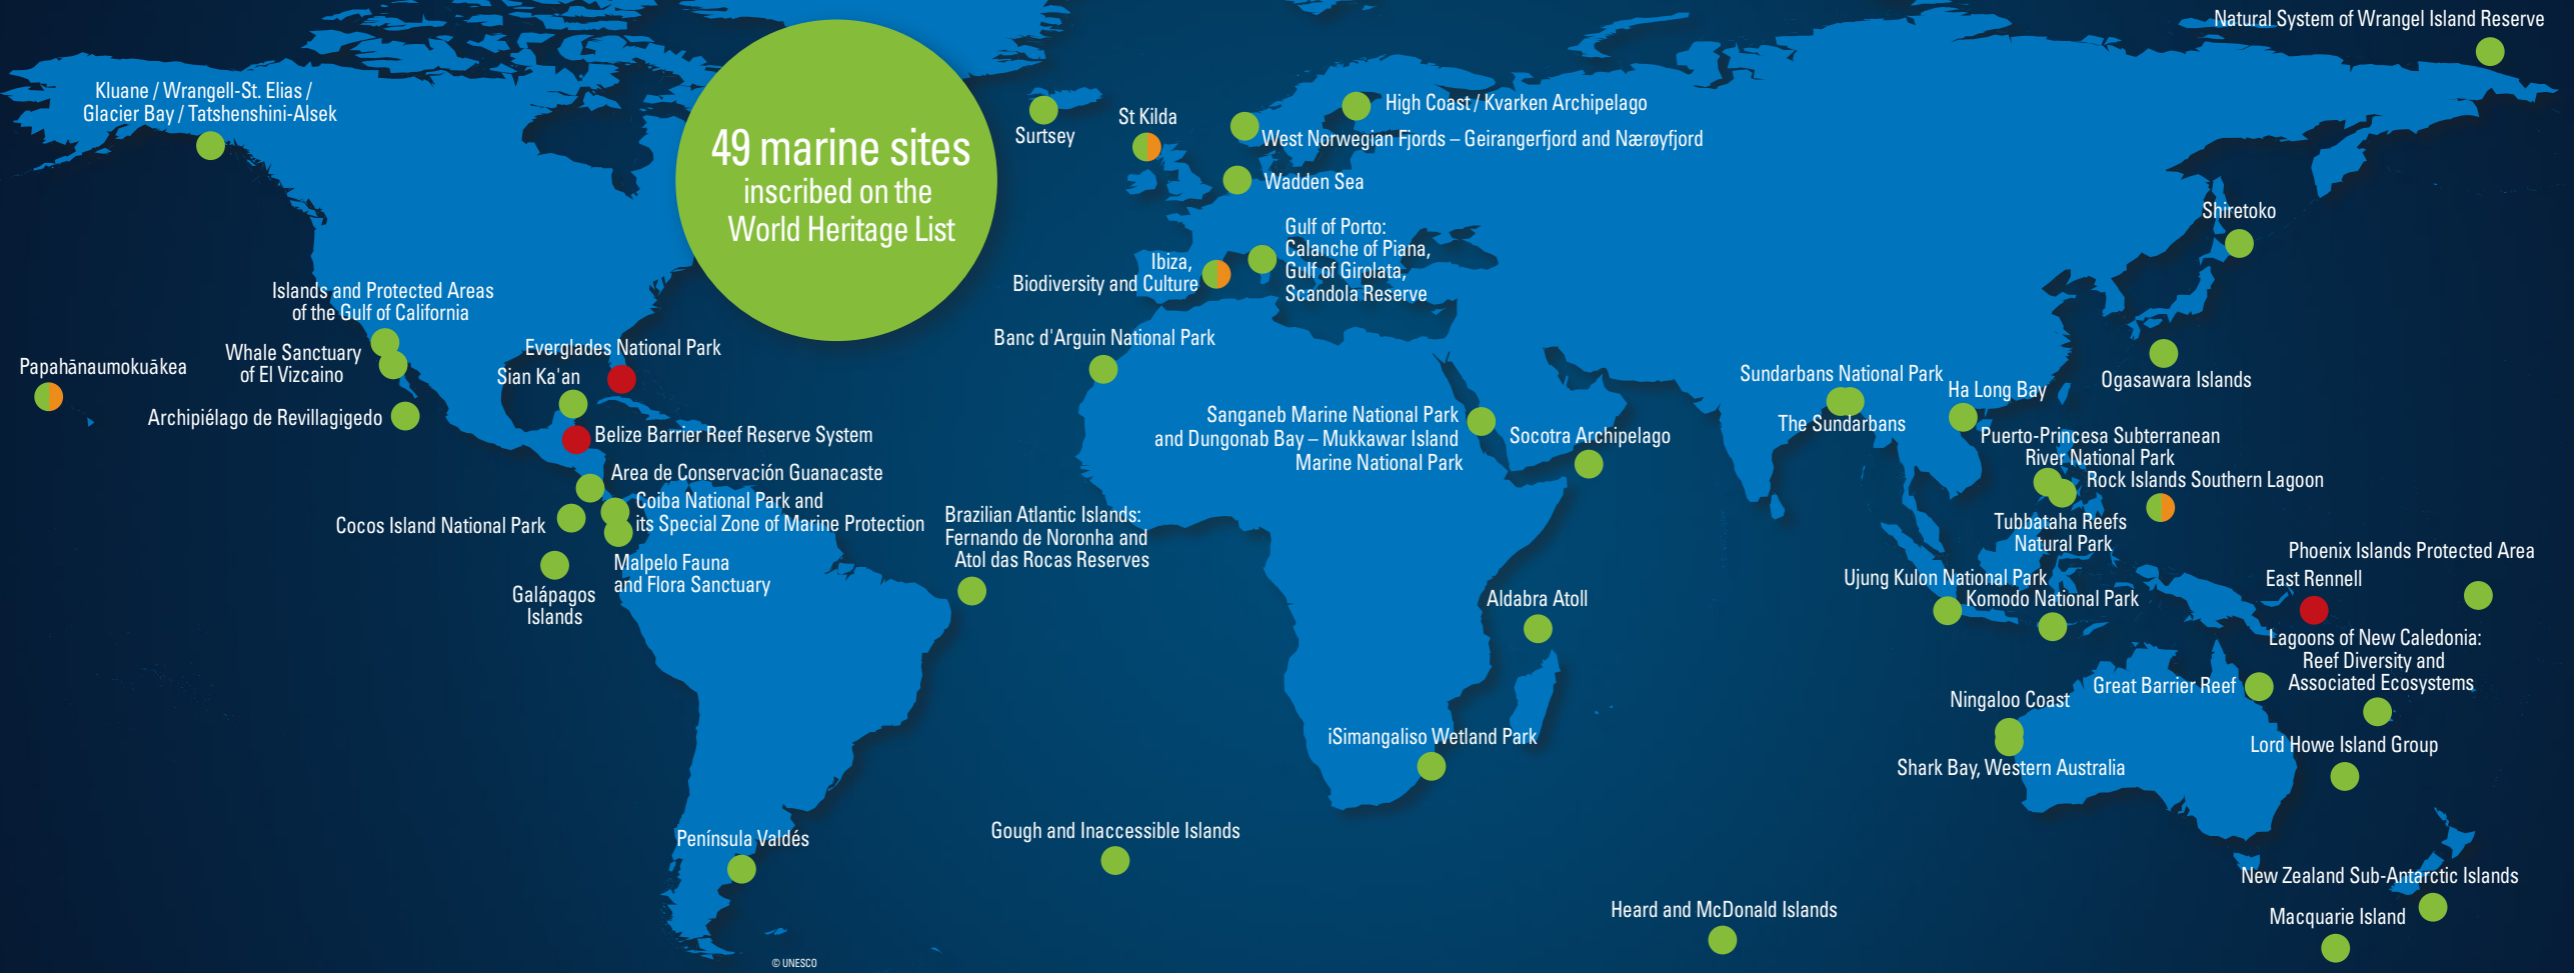 Natural System of Wrangel Island Reserve
Kluane / Wrangell-St. Elias /
Glacier Bay / Tatshenshini-Alsek
49 marine sites
inscribed on the
World Heritage List
Surtsey
St Kilda
High Coast / Kvarken Archipelago
West Norwegian Fjords – Geirangerfjord and Nærøyfjord
Wadden Sea
Shiretoko
Gulf of Porto:
Calanche of Piana,
Gulf of Girolata,
Scandola Reserve
Ibiza,
Biodiversity and Culture
Islands and Protected Areas
of the Gulf of California
Whale Sanctuary
of El Vizcaino
Papahānaumokuākea
Archipiélago de Revillagigedo
Everglades National Park
Sian Ka'an
Belize Barrier Reef Reserve System
Banc d'Arguin National Park
Area de Conservación Guanacaste
Coiba National Park and
its Special Zone of Marine Protection
Cocos Island National Park
Malpelo Fauna
and Flora Sanctuary
Galápagos
Islands
Brazilian Atlantic Islands:
Fernando de Noronha and
Atol das Rocas Reserves
Sanganeb Marine National Park
and Dungonab Bay – Mukkawar Island
Marine National Park
Socotra Archipelago
Sundarbans National Park
The Sundarbans
Ha Long Bay
Ogasawara Islands
Puerto-Princesa Subterranean
River National Park
Rock Islands Southern Lagoon
Tubbataha Reefs
Natural Park
Phoenix Islands Protected Area
East Rennell
Ujung Kulon National Park
Komodo National Park
Aldabra Atoll
Lagoons of New Caledonia:
Reef Diversity and
Associated Ecosystems
Great Barrier Reef
Ningaloo Coast
Shark Bay, Western Australia
Lord Howe Island Group
iSimangaliso Wetland Park
Península Valdés
Gough and Inaccessible Islands
Heard and McDonald Islands
New Zealand Sub-Antarctic Islands
Macquarie Island
© UNESCO